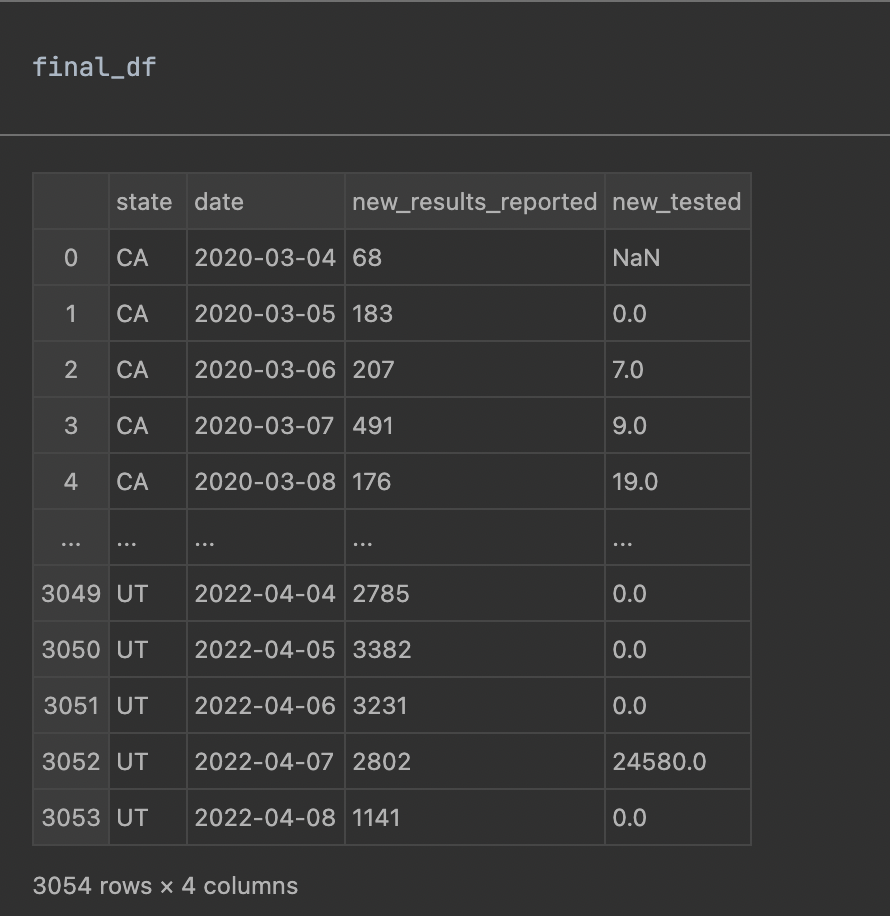 final_df
state date new_results_reported new_tested
0 CA 2020-03-04 68 NaN
1 CA 2020-03-05 183 0.0
2 CA 2020-03-06 207 7.0
3 CA 2020-03-07 491 9.0
4 CA 2020-03-08 176 19.0
... ... ... ... ...
3049 UT 2022-04-04 2785 0.0
3050 UT 2022-04-05 3382 0.0
3051 UT 2022-04-06 3231 0.0
3052 UT 2022-04-07 2802 24580.0
3053 UT 2022-04-08 1141 0.0
3054 rows × 4 columns